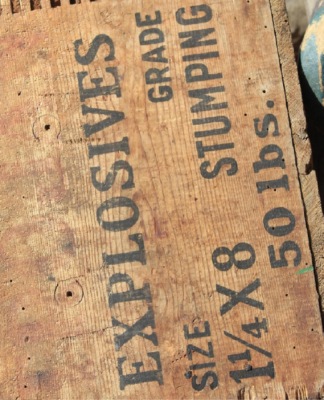 EXPLOSIVES
SIZE GRADE
1¼ X 8 STUMPING
50 lbs.